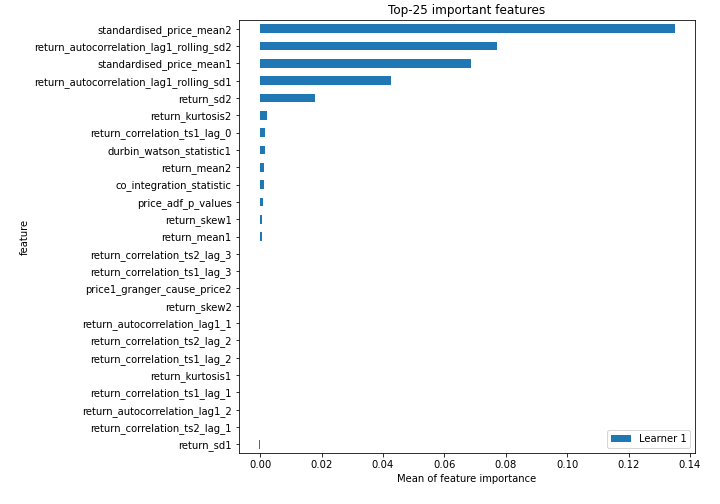 Top-25 important features
standardised_price_mean2
return_autocorrelation_lag1_rolling_sd2
standardised_price_mean1
return_autocorrelation_lag1_rolling_sd1
return_sd2
return_kurtosis2
return_correlation_ts1_lag_0
durbin_watson_statistic1
return_mean2
co_integration_statistic
price_adf_p_values
return_skew1
return_mean1
return_correlation_ts2_lag_3
return_correlation_ts1_lag_3
price1_granger_cause_price2
return_skew2
return_autocorrelation_lag1_1
return_correlation_ts2_lag_2
return_correlation_ts1_lag_2
return_kurtosis1
return_correlation_ts1_lag_1
return_autocorrelation_lag1_2
return_correlation_ts2_lag_1
return_sd1
feature
Learner 1
0.00 0.02 0.04 0.06 0.08 0.10 0.12 0.14
Mean of feature importance